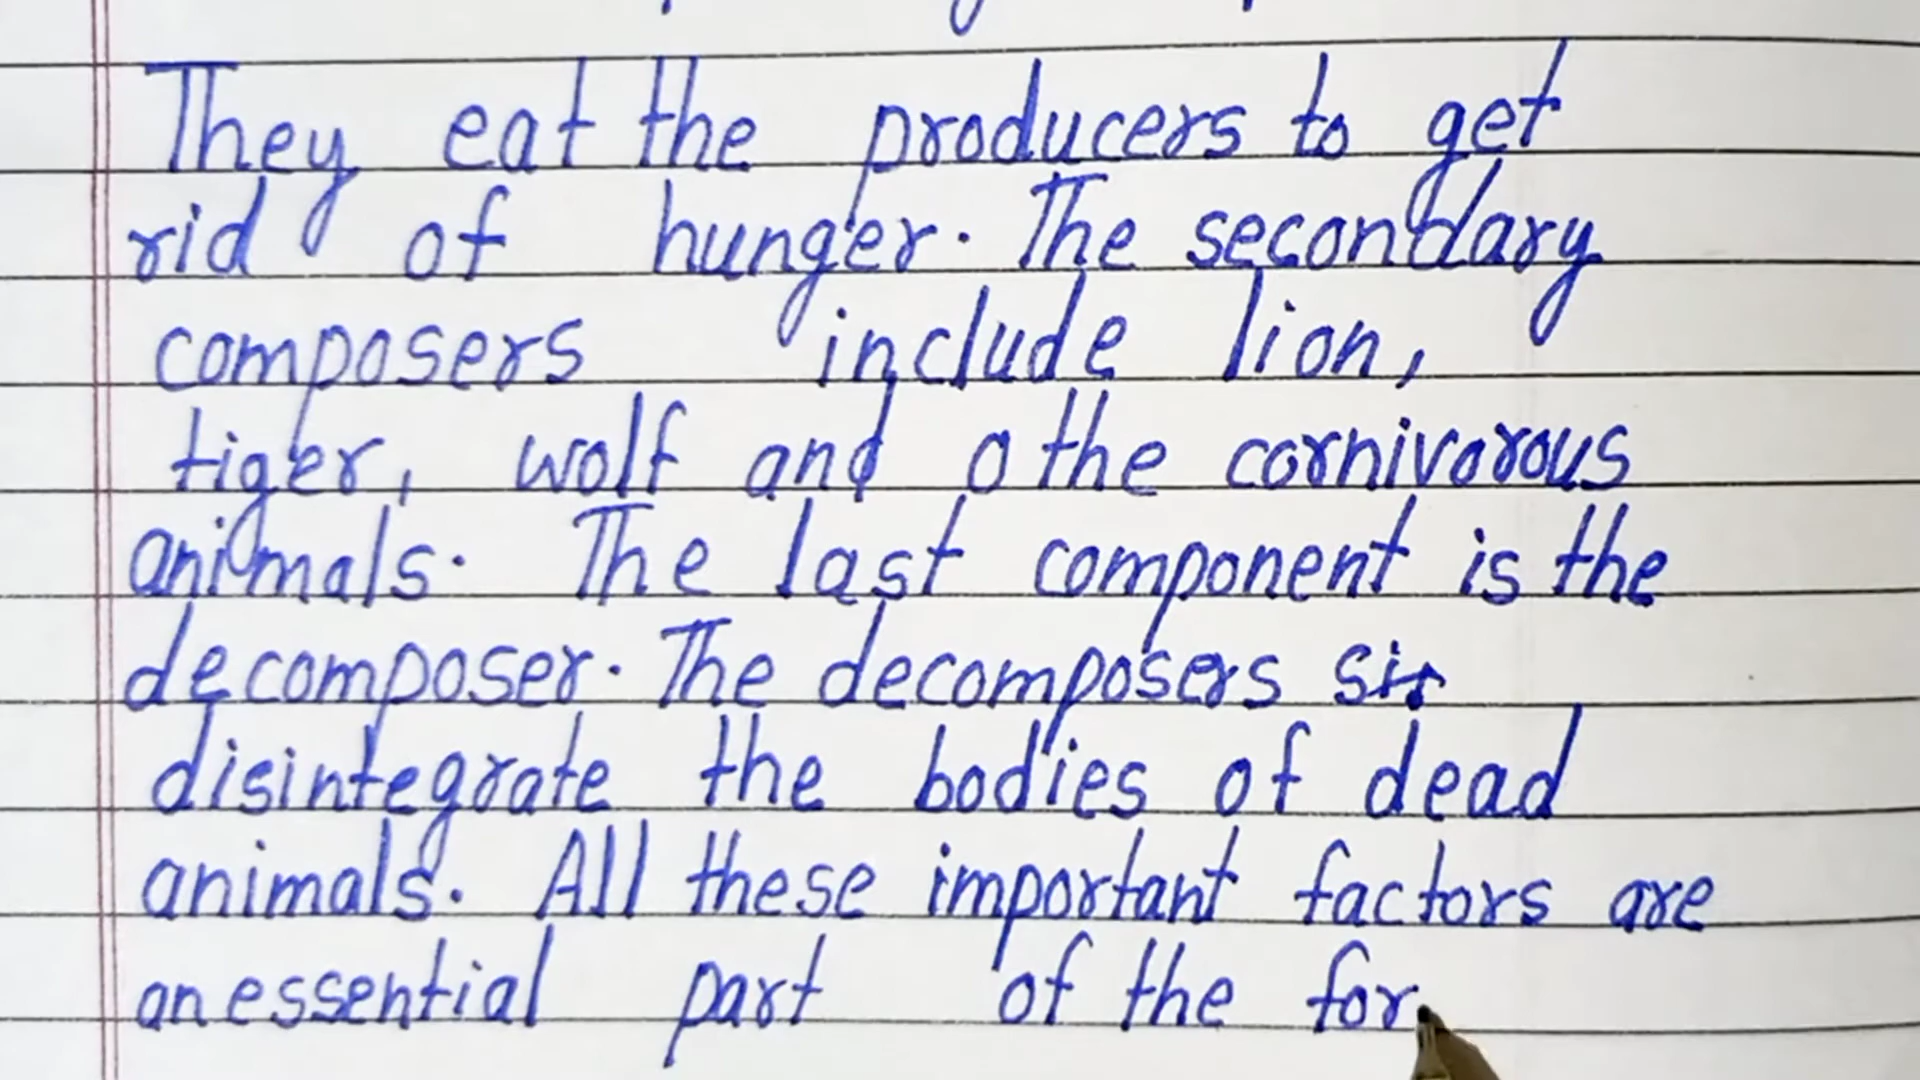 They eat the producers to get
rid of hunger. The secondary
composers include lion,
tiger, wolf and othe cornivorous
animals. The last component is the
decomposer. The decomposers
disintegrate the bodies of dead
animals. All these important factors are
an essential part of the for